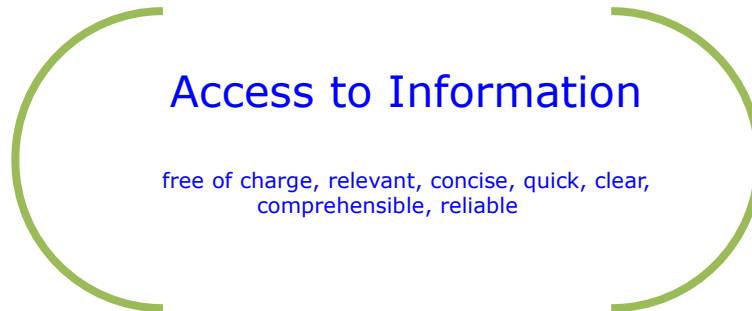 Access to Information
free of charge, relevant, concise, quick, clear,
comprehensible, reliable